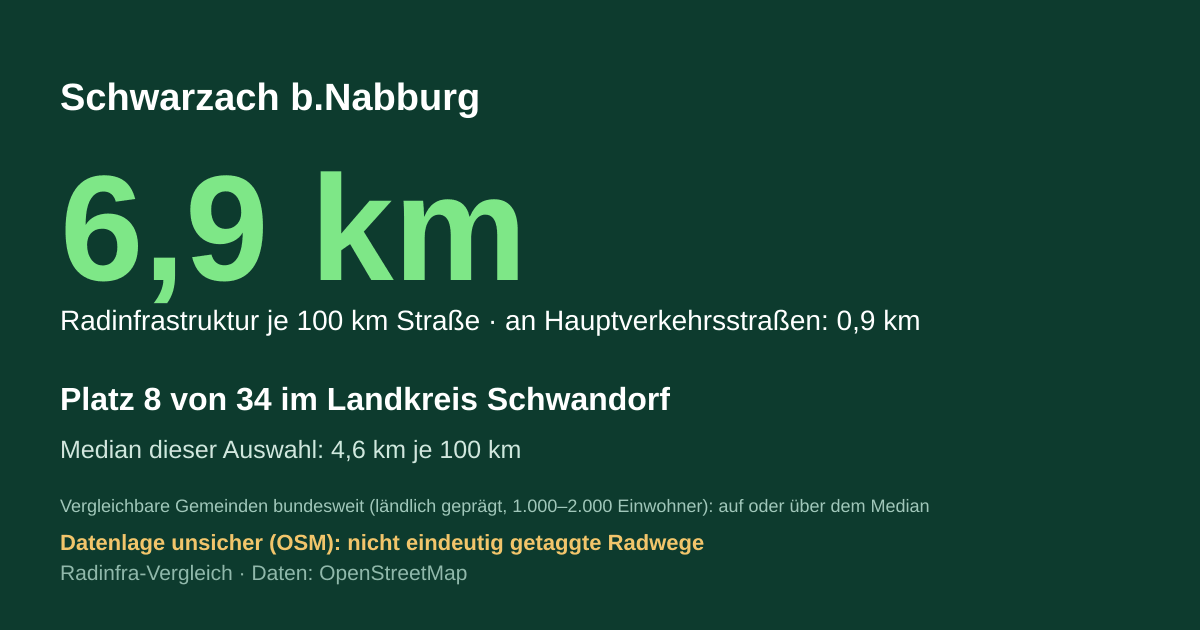 Schwarzach b.Nabburg
6,9 km
Radinfrastruktur je 100 km Straße · an Hauptverkehrsstraßen: 0,9 km
Platz 8 von 34 im Landkreis Schwandorf
Median dieser Auswahl: 4,6 km je 100 km
Vergleichbare Gemeinden bundesweit (ländlich geprägt, 1.000–2.000 Einwohner): auf oder über dem Median
Datenlage unsicher (OSM): nicht eindeutig getaggte Radwege
Radinfra-Vergleich · Daten: OpenStreetMap